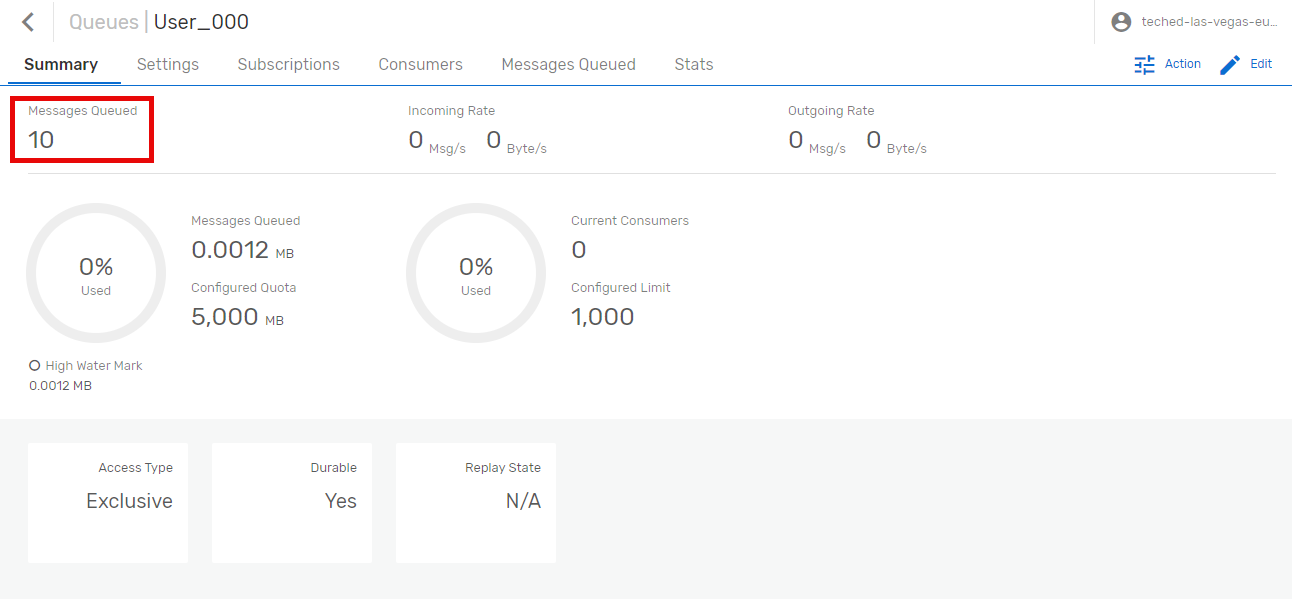 Queues | User_000
teched-las-vegas-eu...
Summary Settings Subscriptions Consumers Messages Queued Stats
Action Edit
Messages Queued Incoming Rate Outgoing Rate
10 0 Msg/s 0 Byte/s 0 Msg/s 0 Byte/s
0%
Used
Messages Queued
0.0012 MB
Configured Quota
5,000 MB
High Water Mark
0.0012 MB
0%
Used
Current Consumers
0
Configured Limit
1,000
Access Type
Exclusive
Durable
Yes
Replay State
N/A